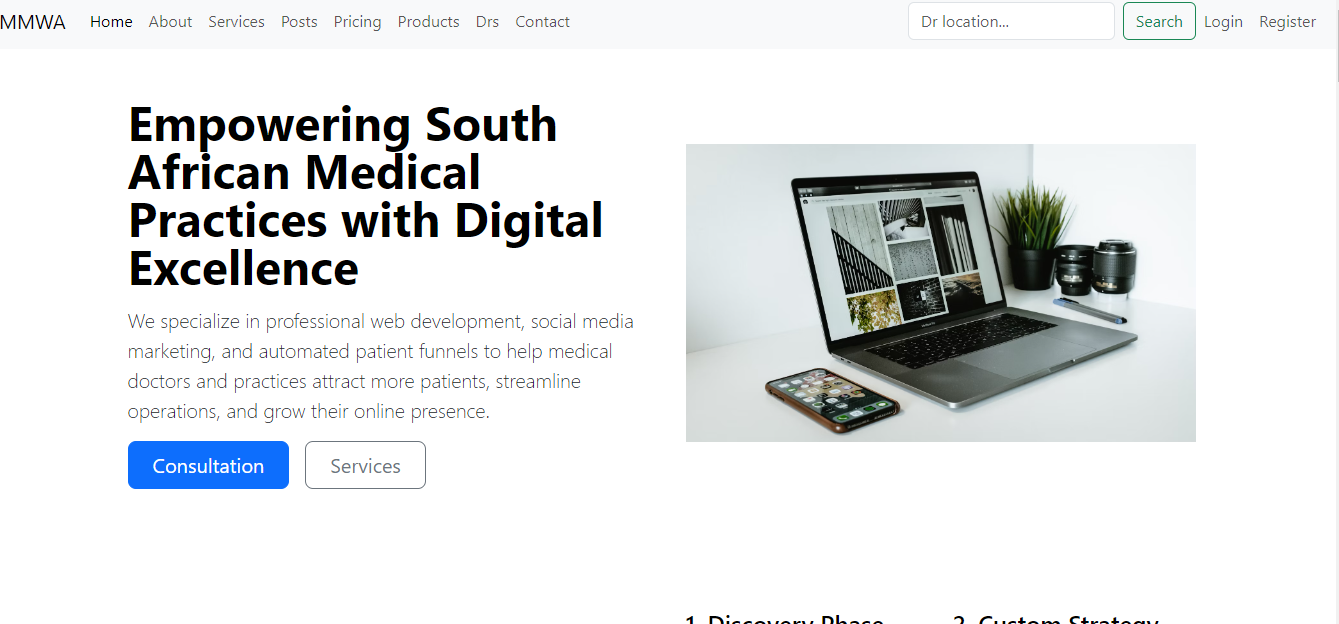 MMWA Home About Services Posts Pricing Products Drs Contact Dr location... Search Login Register
Empowering South
African Medical
Practices with Digital
Excellence
We specialize in professional web development, social media
marketing, and automated patient funnels to help medical
doctors and practices attract more patients, streamline
operations, and grow their online presence.
Consultation Services
1. Discovery Phase 2. Custom Strategy